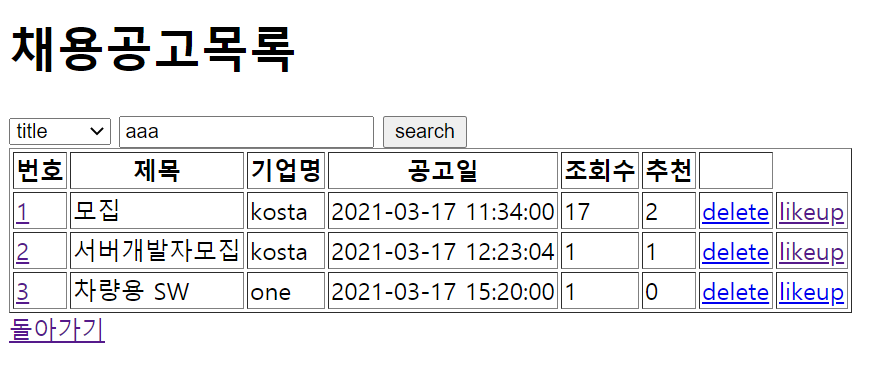 채용공고목록
title aaa search
번호 제목 기업명 공고일 조회수 추천
1 모집 kosta 2021-03-17 11:34:00 17 2 delete likeup
2 서버개발자모집 kosta 2021-03-17 12:23:04 1 1 delete likeup
3 차량용 SW one 2021-03-17 15:20:00 1 0 delete likeup
돌아가기